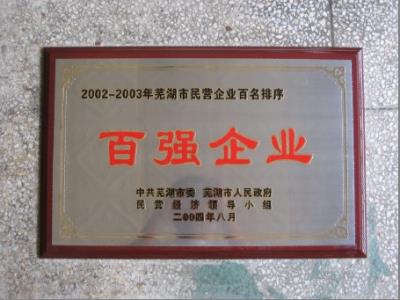 2002-2003年芜湖市民营企业百名排序
百强企业
中共芜湖市委 芜湖市人民政府
民营经济领导小组
二00四年八月